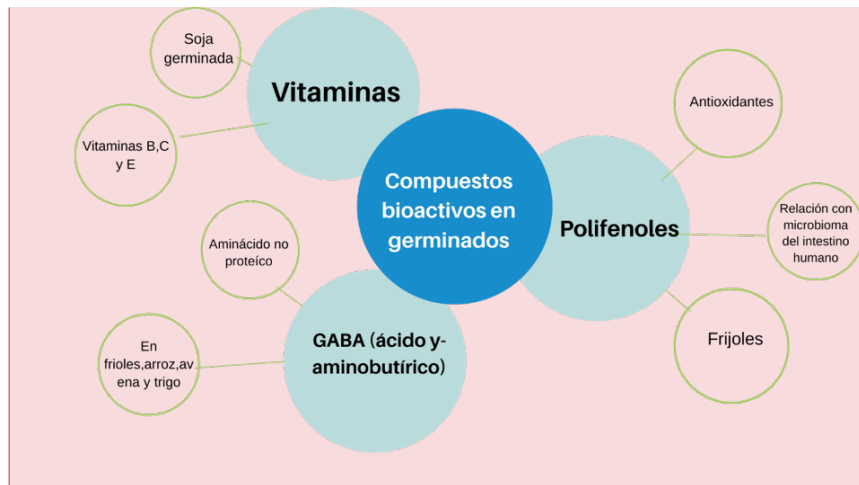 Soja
germinada
Vitaminas
Vitaminas B,C
y E
Compuestos
bioactivos en
germinados
Antioxidantes
Polifenoles
Relación con
microbioma
del intestino
humano
Frijoles
Aminácido no
proteíco
GABA (ácido y-
aminobutírico)
En
frioles,arroz,av
ena y trigo